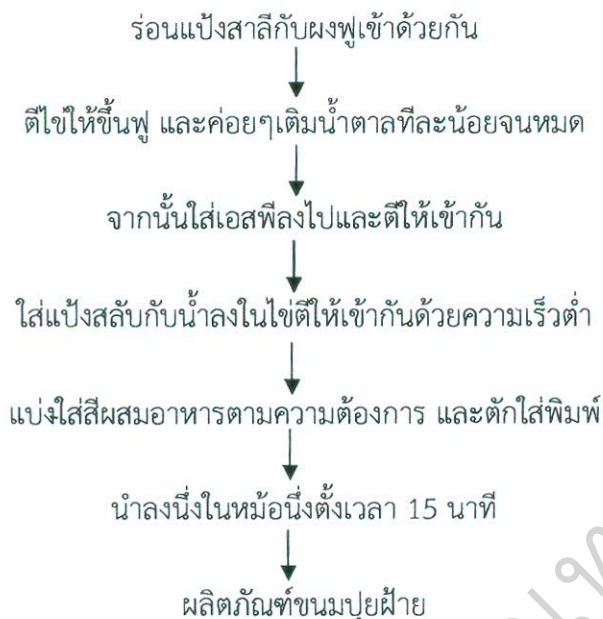 ร่อนแป้งสาลีกับผงฟูเข้าด้วยกัน
ตีไข่ให้ขึ้นฟู และค่อยๆเติมน้ำตาลทีละน้อยจนหมด
จากนั้นใส่เอสพีลงไปและตีให้เข้ากัน
ใส่แป้งสลับกับน้ำลงในไข่ตีให้เข้ากันด้วยความเร็วต่ำ
แบ่งใส่สีผสมอาหารตามความต้องการ และตักใส่พิมพ์
นำลงนึ่งในหม้อนึ่งตั้งเวลา 15 นาที
ผลิตภัณฑ์ขนมปุยฝ้าย